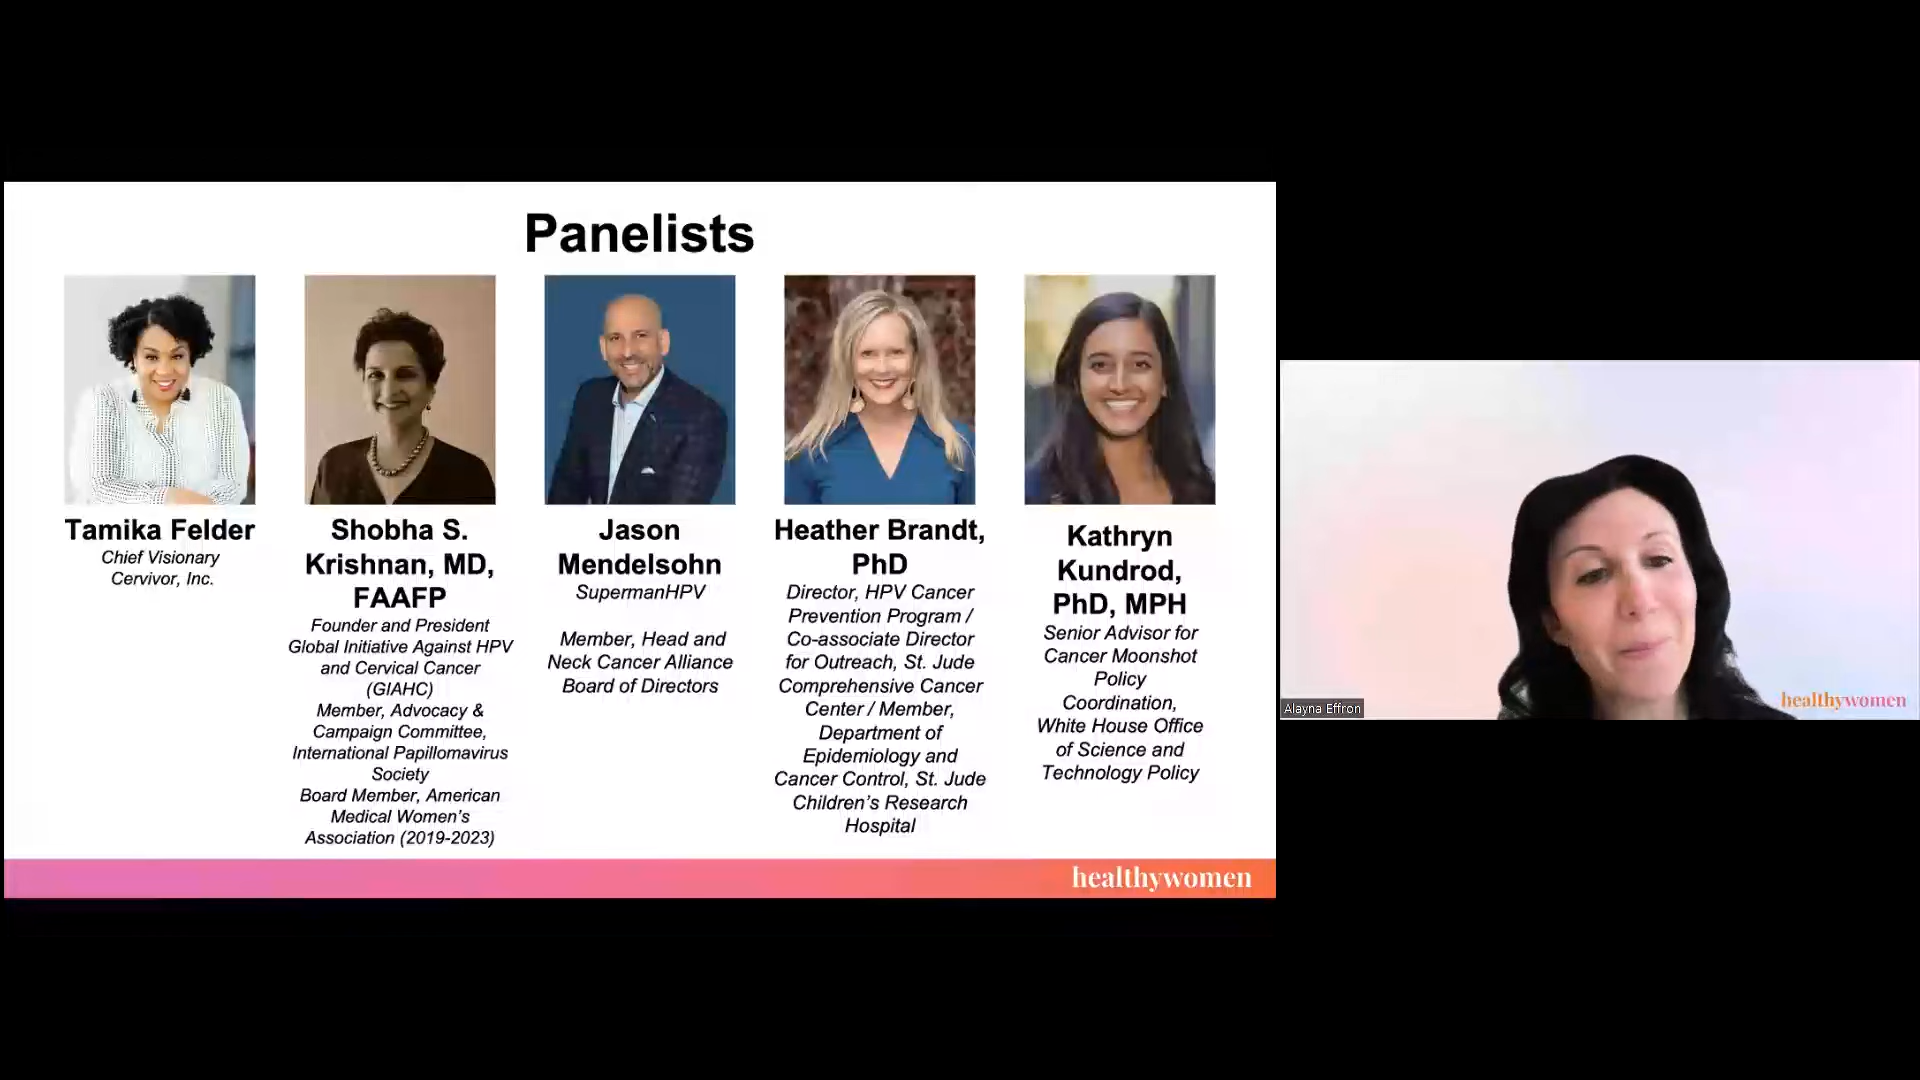 Panelists
Tamika Felder
Chief Visionary
Cervivor, Inc.
Shobha S.
Krishnan, MD,
FAAFP
Founder and President
Global Initiative Against HPV
and Cervical Cancer
(GIAHC)
Member, Advocacy &
Campaign Committee,
International Papillomavirus
Society
Board Member, American
Medical Women's
Association (2019-2023)
Jason
Mendelsohn
SupermanHPV
Member, Head and
Neck Cancer Alliance
Board of Directors
Heather Brandt,
PhD
Director, HPV Cancer
Prevention Program /
Co-associate Director
for Outreach, St. Jude
Comprehensive Cancer
Center / Member,
Department of
Epidemiology and
Cancer Control, St. Jude
Children's Research
Hospital
Kathryn
Kundrod,
PhD, MPH
Senior Advisor for
Cancer Moonshot
Policy
Coordination,
White House Office
of Science and
Technology Policy
healthywomen
Alayna Effron
healthywomen